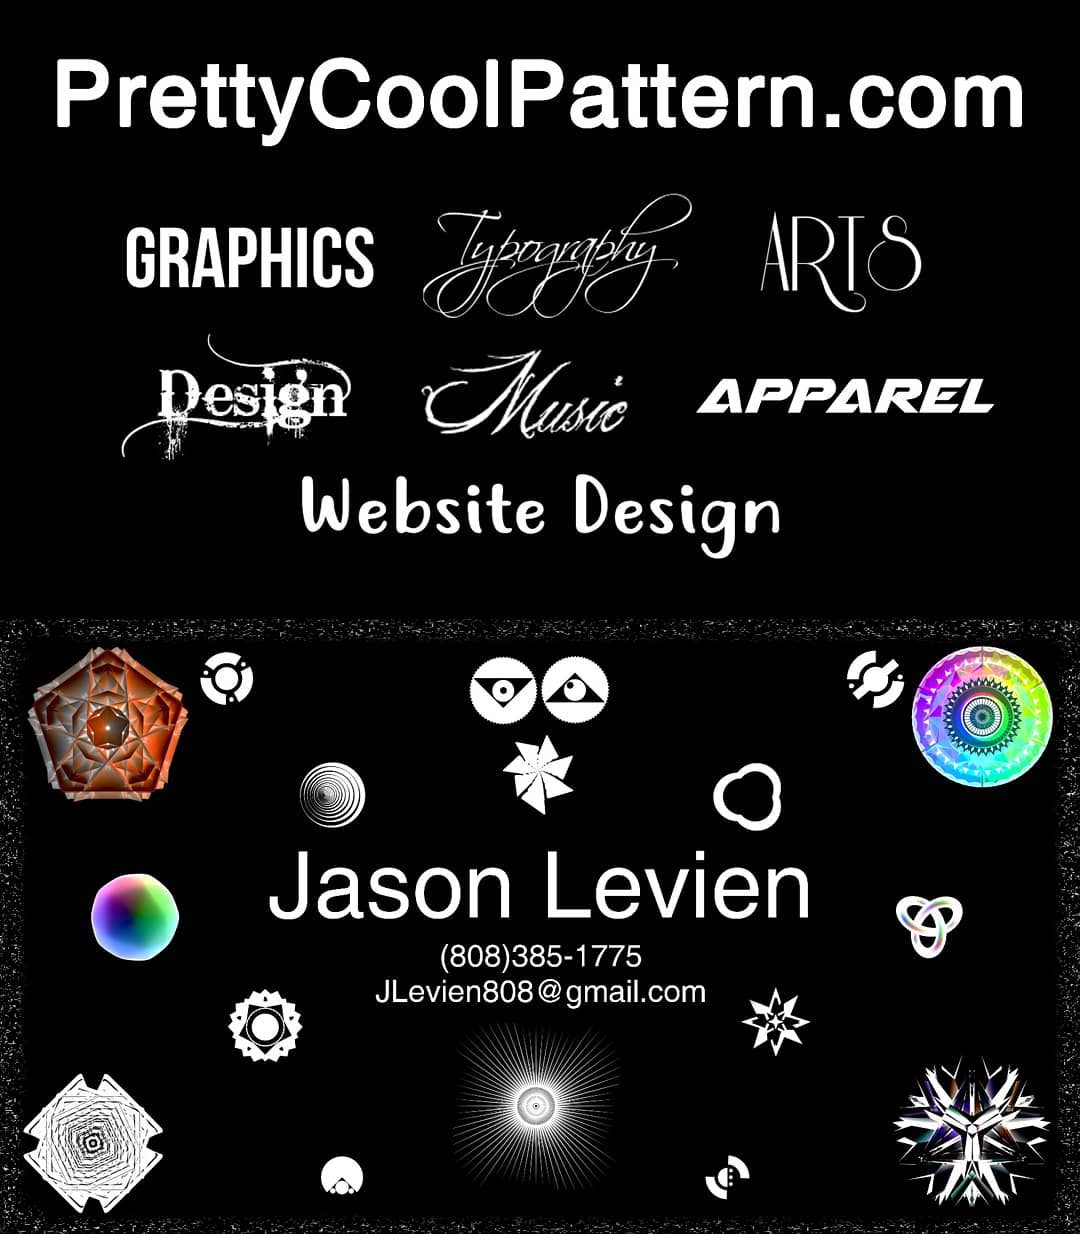 PrettyCoolPattern.com
GRAPHICS Typography ARTS
Design Music APPAREL
Website Design
Jason Levien
(808)385-1775
JLevien808@gmail.com